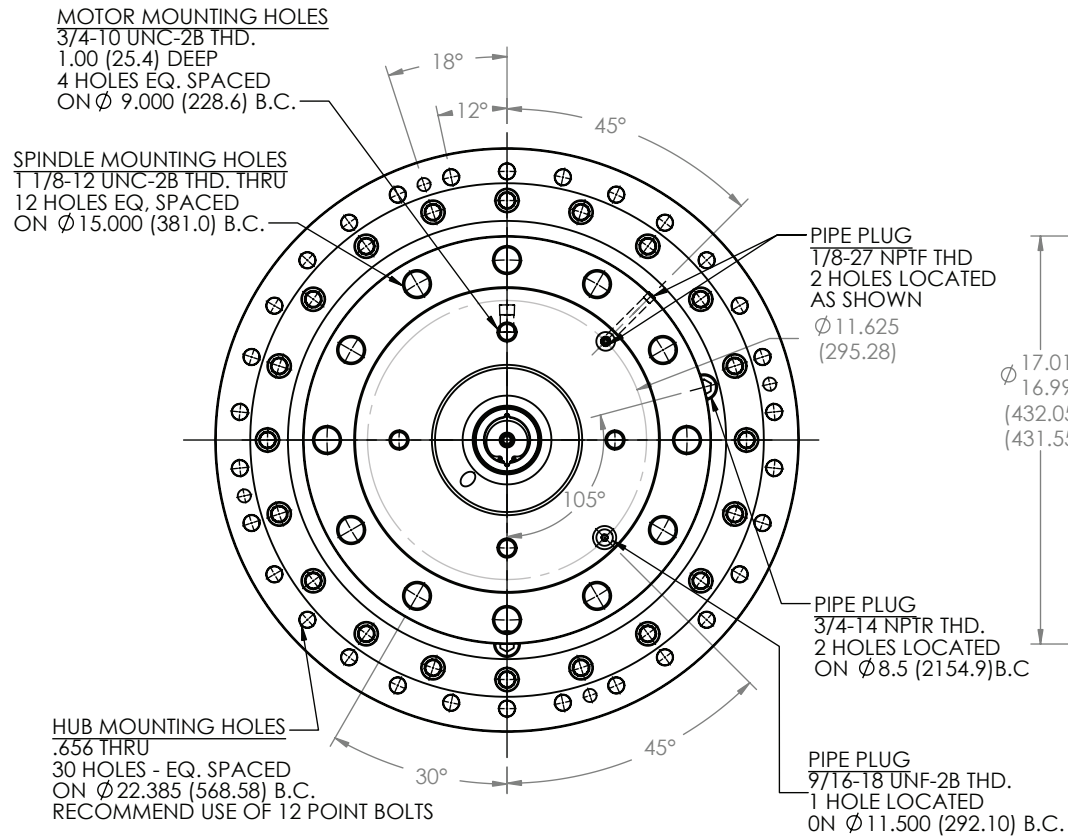 MOTOR MOUNTING HOLES
3/4-10 UNC-2B THD.
1.00 (25.4) DEEP
4 HOLES EQ. SPACED
ON Ø 9.000 (228.6) B.C.
18°
12°
45°
SPINDLE MOUNTING HOLES
1 1/8-12 UNC-2B THD. THRU
12 HOLES EQ, SPACED
ON Ø15.000 (381.0) B.C.
PIPE PLUG
1/8-27 NPTF THD
2 HOLES LOCATED
AS SHOWN
Ø11.625
(295.28)
Ø 17.01
16.99
(432.05
(431.55
105°
PIPE PLUG
3/4-14 NPTR THD.
2 HOLES LOCATED
ON Ø8.5 (2154.9)B.C
HUB MOUNTING HOLES
.656 THRU
30 HOLES - EQ. SPACED
ON Ø22.385 (568.58) B.C.
RECOMMEND USE OF 12 POINT BOLTS
30°
45°
PIPE PLUG
9/16-18 UNF-2B THD.
1 HOLE LOCATED
0N Ø11.500 (292.10) B.C.